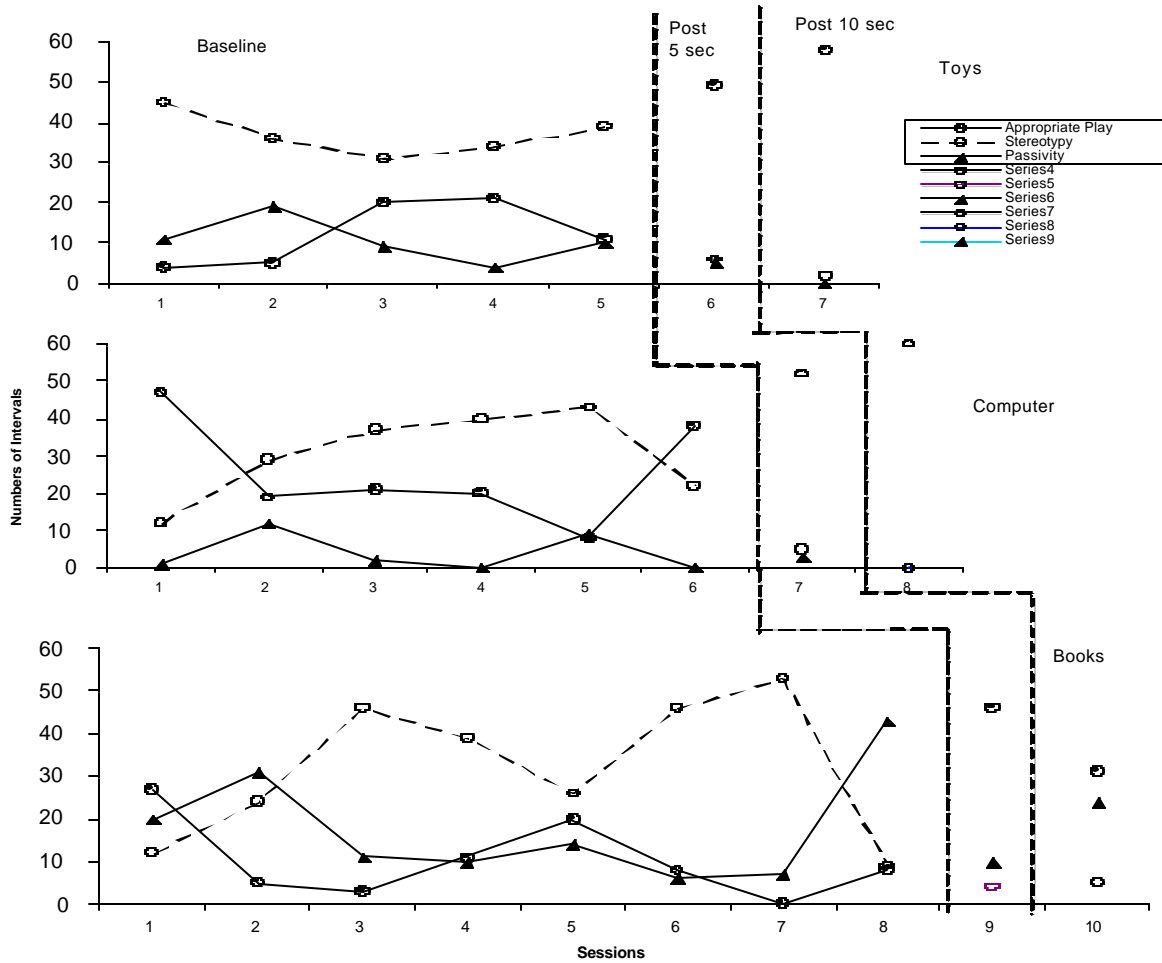 Baseline
Post
5 sec
Post 10 sec
Toys
Appropriate Play
Stereotypy
Passivity
Series4
Series5
Series6
Series7
Series8
Series9
60
50
40
30
20
10
0
1 2 3 4 5 6 7
Numbers of Intervals
Computer
60
50
40
30
20
10
0
1 2 3 4 5 6 7 8
Books
60
50
40
30
20
10
0
1 2 3 4 5 6 7 8 9 10
Sessions